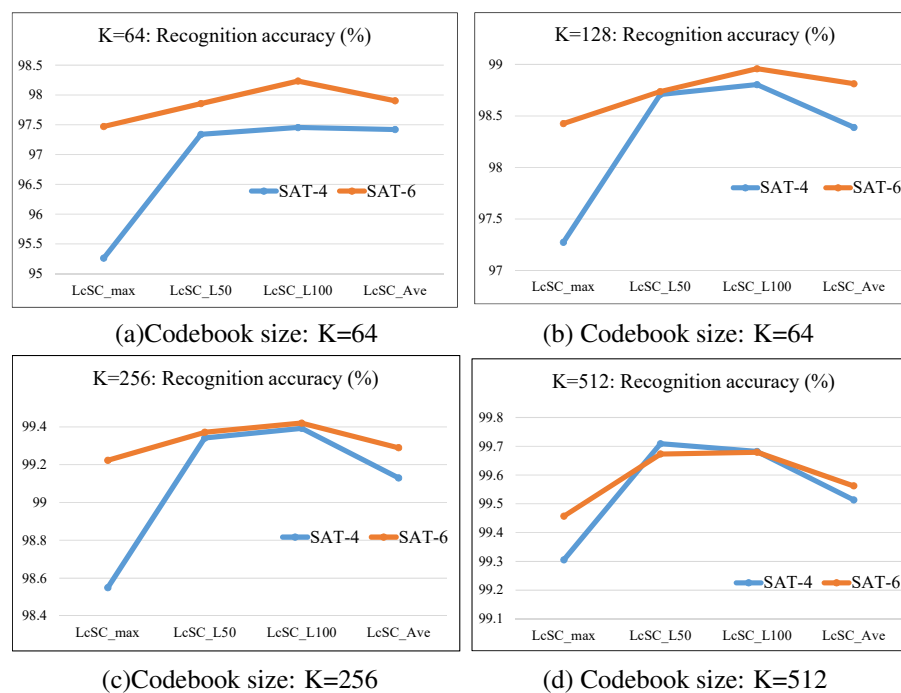 K=64: Recognition accuracy (%)
98.5
98
97.5
97
96.5
96
95.5
95
SAT-4 SAT-6
LcSC_max LcSC_L50 LcSC_L100 LcSC_Ave
(a)Codebook size: K=64
K=128: Recognition accuracy (%)
99
98.5
98
97.5
97
SAT-4 SAT-6
LcSC_max LcSC_L50 LcSC_L100 LcSC_Ave
(b) Codebook size: K=64
K=256: Recognition accuracy (%)
99.4
99.2
99
98.8
98.6
98.4
SAT-4 SAT-6
LcSC_max LcSC_L50 LcSC_L100 LcSC_Ave
(c)Codebook size: K=256
K=512: Recognition accuracy (%)
99.8
99.7
99.6
99.5
99.4
99.3
99.2
99.1
SAT-4 SAT-6
LcSC_max LcSC_L50 LcSC_L100 LcSC_Ave
(d) Codebook size: K=512